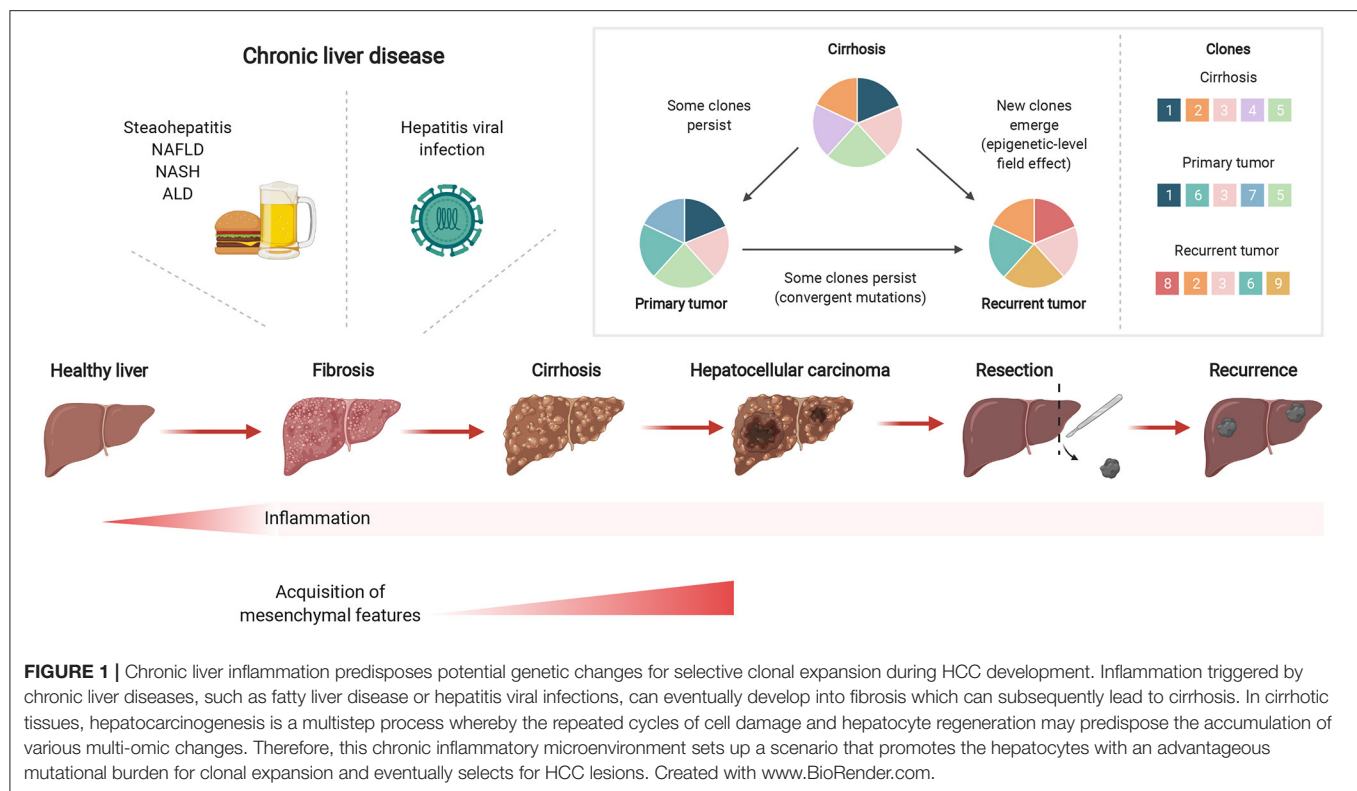 Chronic liver disease
Steaohepatitis
NAFLD
NASH
ALD
Hepatitis viral
infection
Cirrhosis
Some clones
persist
New clones
emerge
(epigenetic-level
field effect)
Primary tumor
Some clones persist
(convergent mutations)
Recurrent tumor
Clones
Cirrhosis
1 2 3 4 5
Primary tumor
1 6 3 7 5
Recurrent tumor
8 2 3 6 9
Healthy liver
Fibrosis
Cirrhosis
Hepatocellular carcinoma
Resection
Recurrence
Inflammation
Acquisition of
mesenchymal features
FIGURE 1 | Chronic liver inflammation predisposes potential genetic changes for selective clonal expansion during HCC development. Inflammation triggered by
chronic liver diseases, such as fatty liver disease or hepatitis viral infections, can eventually develop into fibrosis which can subsequently lead to cirrhosis. In cirrhotic
tissues, hepatocarcinogenesis is a multistep process whereby the repeated cycles of cell damage and hepatocyte regeneration may predispose the accumulation of
various multi-omic changes. Therefore, this chronic inflammatory microenvironment sets up a scenario that promotes the hepatocytes with an advantageous
mutational burden for clonal expansion and eventually selects for HCC lesions. Created with www.BioRender.com.